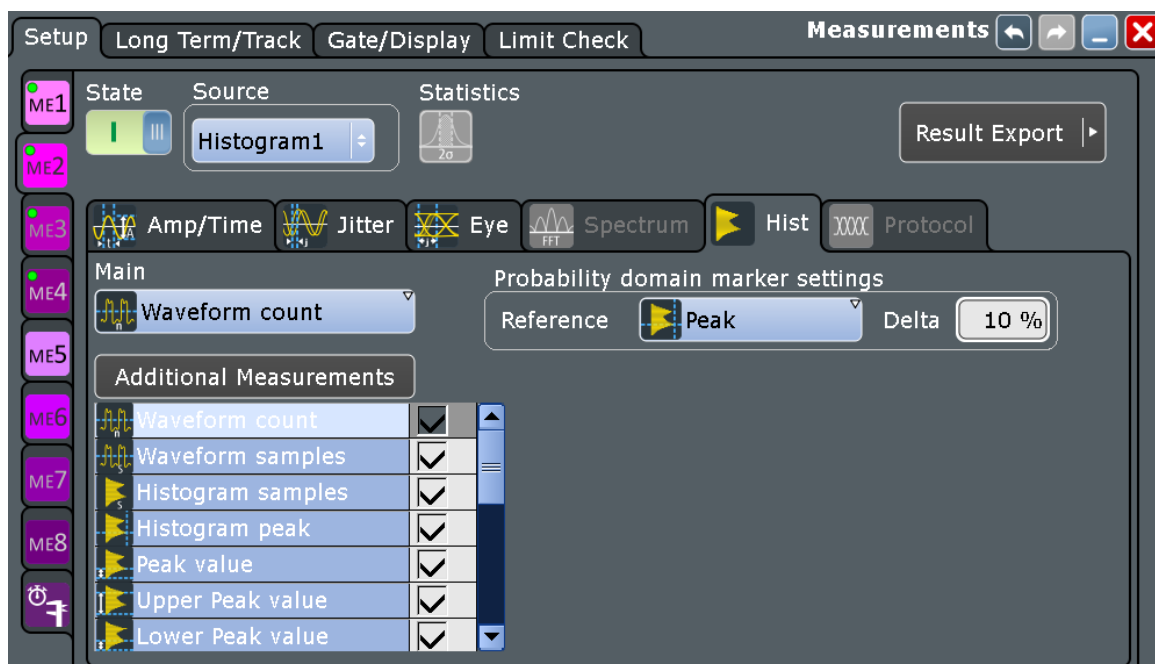 Setup Long Term/Track Gate/Display Limit Check Measurements
ME1 State Source Statistics
Histogram1 2σ Result Export
ME2
ME3 Amp/Time Jitter Eye FFT Spectrum Hist Protocol
Main Probability domain marker settings
ME4 Waveform count Reference Peak Delta 10 %
ME5
Additional Measurements
ME6 Waveform count
Waveform samples
ME7 Histogram samples
Histogram peak
ME8 Peak value
Upper Peak value
Lower Peak value